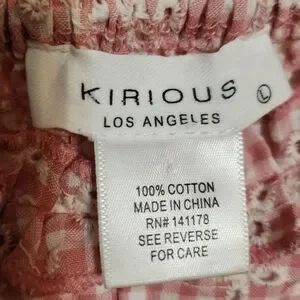 KIRIOUS
LOS ANGELES
L
100% COTTON
MADE IN CHINA
RN# 141178
SEE REVERSE
FOR CARE